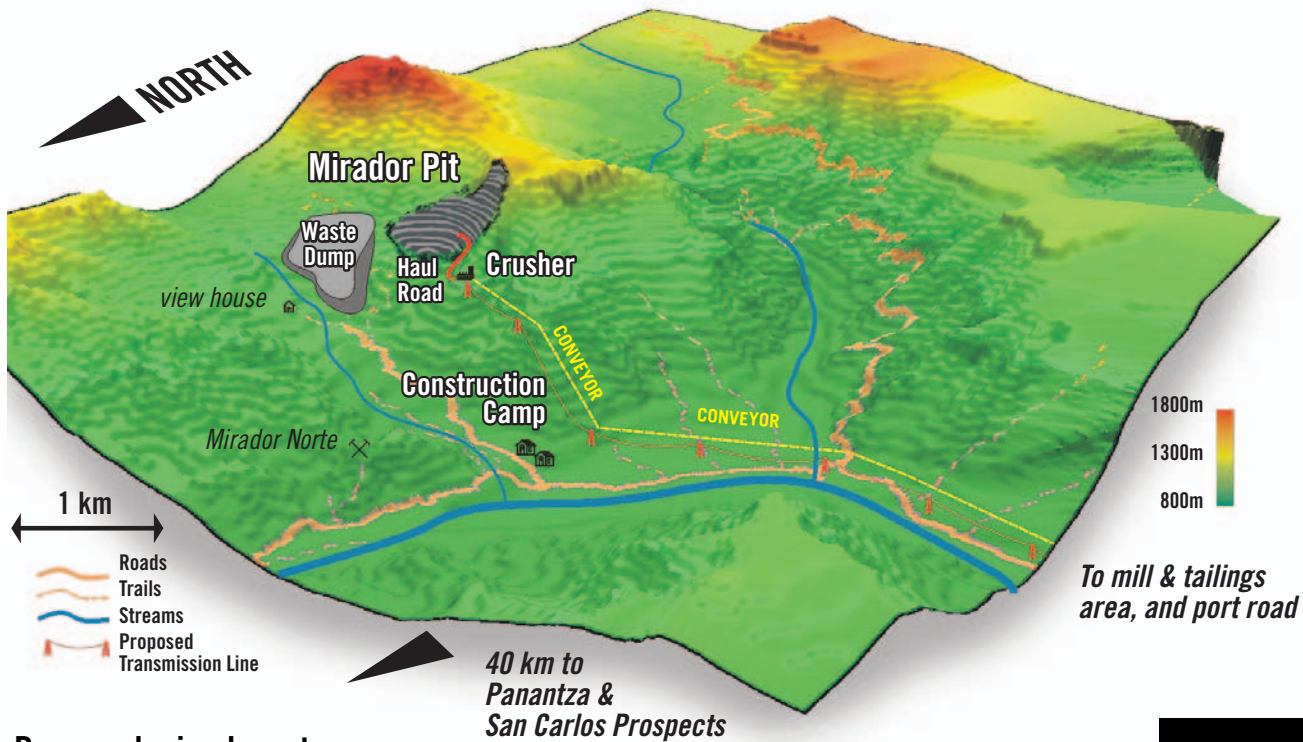 NORTH
Mirador Pit
Waste
Dump
Haul
Road
Crusher
view house
CONVEYOR
Construction
Camp
CONVEYOR
Mirador Norte
1800m
1300m
800m
1 km
Roads
Trails
Streams
Proposed
Transmission Line
To mill & tailings
area, and port road
40 km to
Panantza &
San Carlos Prospects